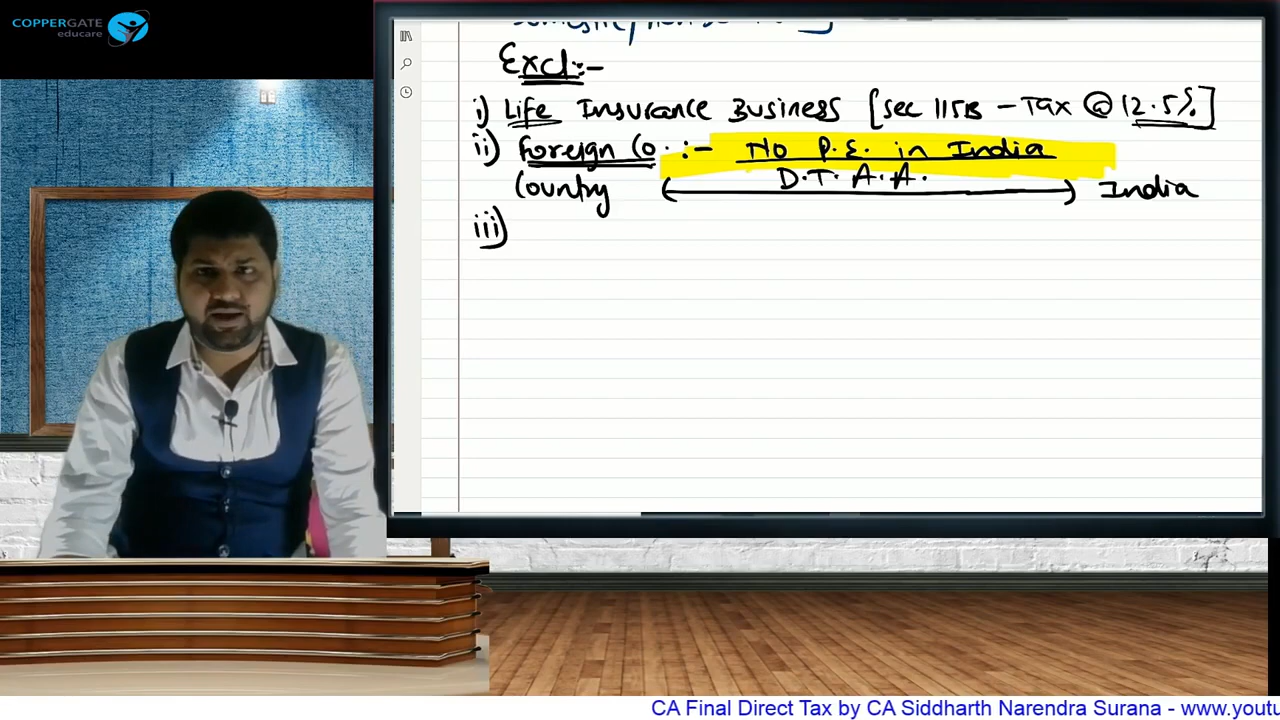 COPPERGATE
educare
Excl:-
i) Life Insurance Business [sec 115B - Tax @ 12.5%]
ii) Foreign Co. :- No P.E. in India
Country D.T.A.A. India
iii)
CA Final Direct Tax by CA Siddharth Narendra Surana - www.youtu